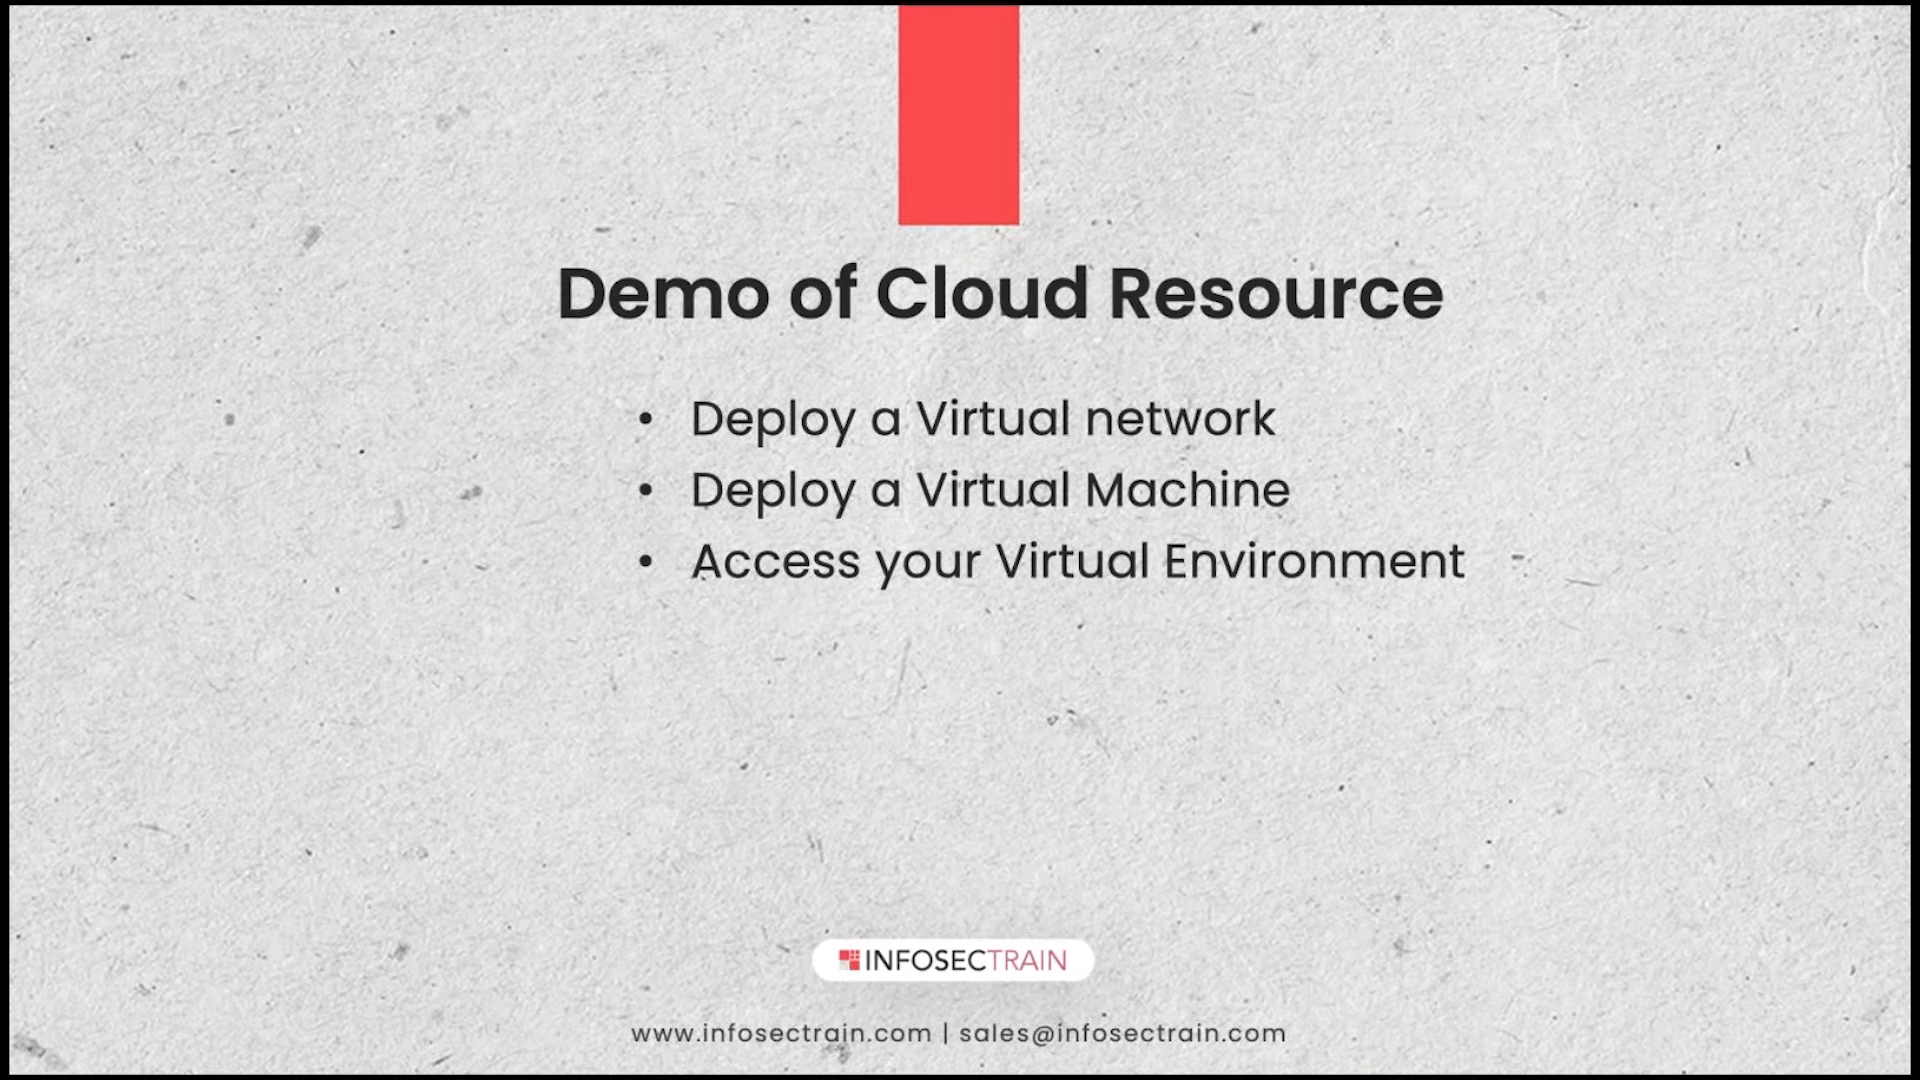 Demo of Cloud Resource
• Deploy a Virtual network
• Deploy a Virtual Machine
• Access your Virtual Environment
INFOSECTRAIN
www.infosectrain.com | sales@infosectrain.com